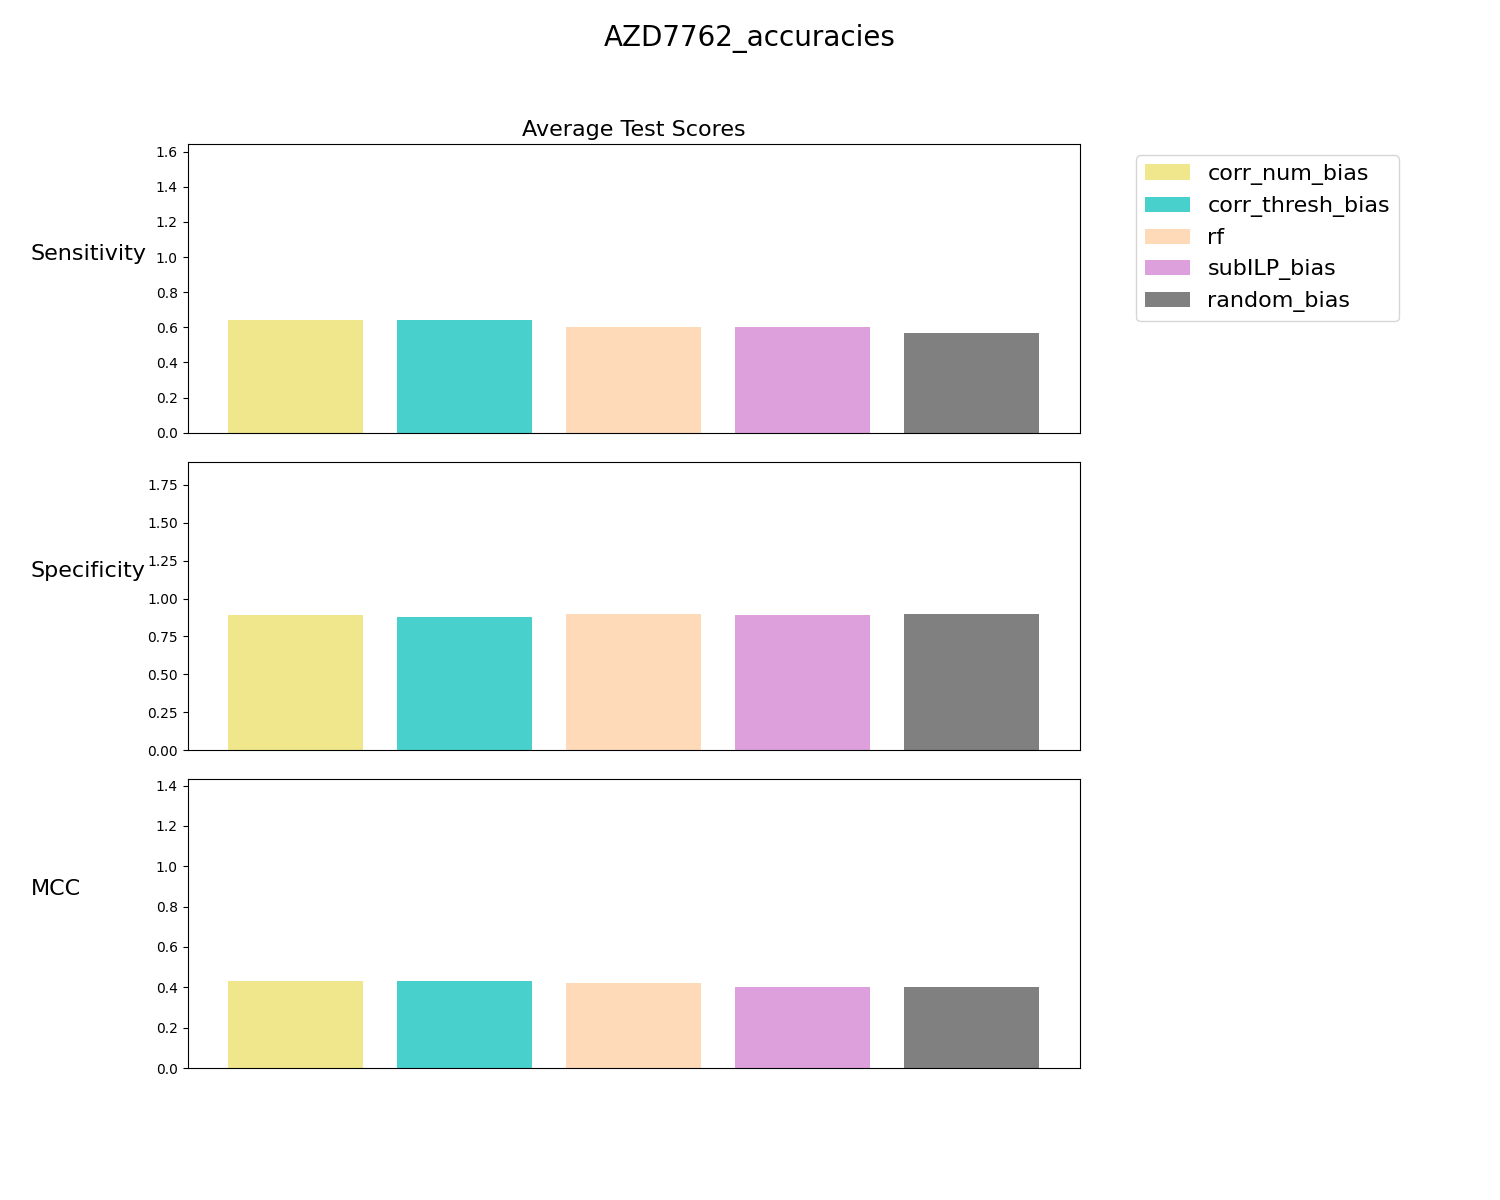 AZD7762_accuracies
Average Test Scores
Sensitivity
1.6
1.4
1.2
1.0
0.8
0.6
0.4
0.2
0.0
corr_num_bias
corr_thresh_bias
rf
subILP_bias
random_bias
Specificity
1.75
1.50
1.25
1.00
0.75
0.50
0.25
0.00
MCC
1.4
1.2
1.0
0.8
0.6
0.4
0.2
0.0